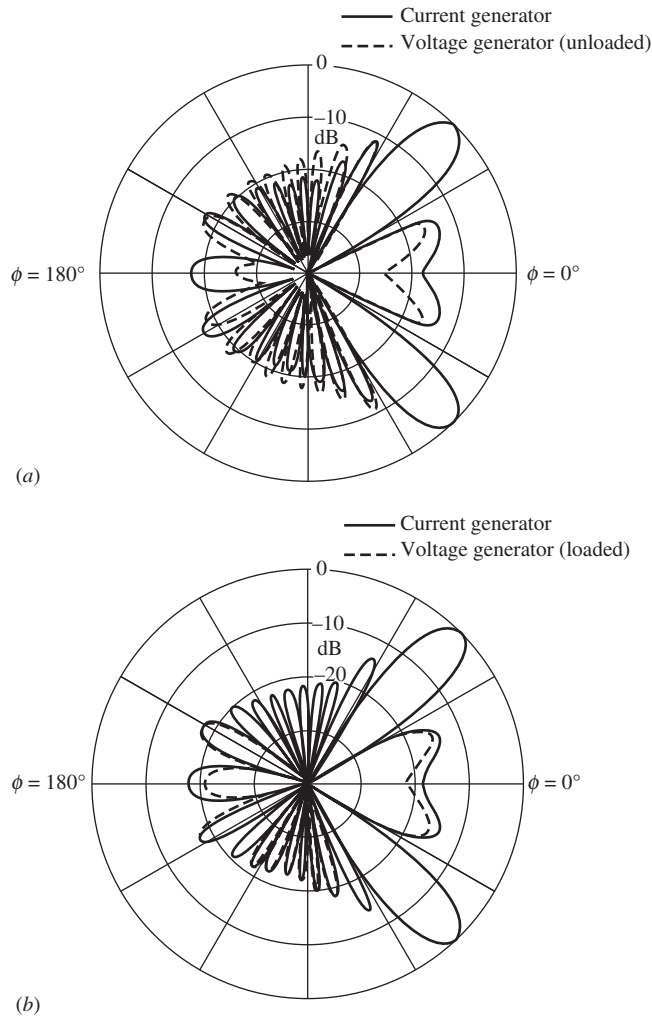 Current generator
Voltage generator (unloaded)
0
–10
dB
ϕ = 180°
ϕ = 0°
(a)
Current generator
Voltage generator (loaded)
0
–10
dB
–20
ϕ = 180°
ϕ = 0°
(b)